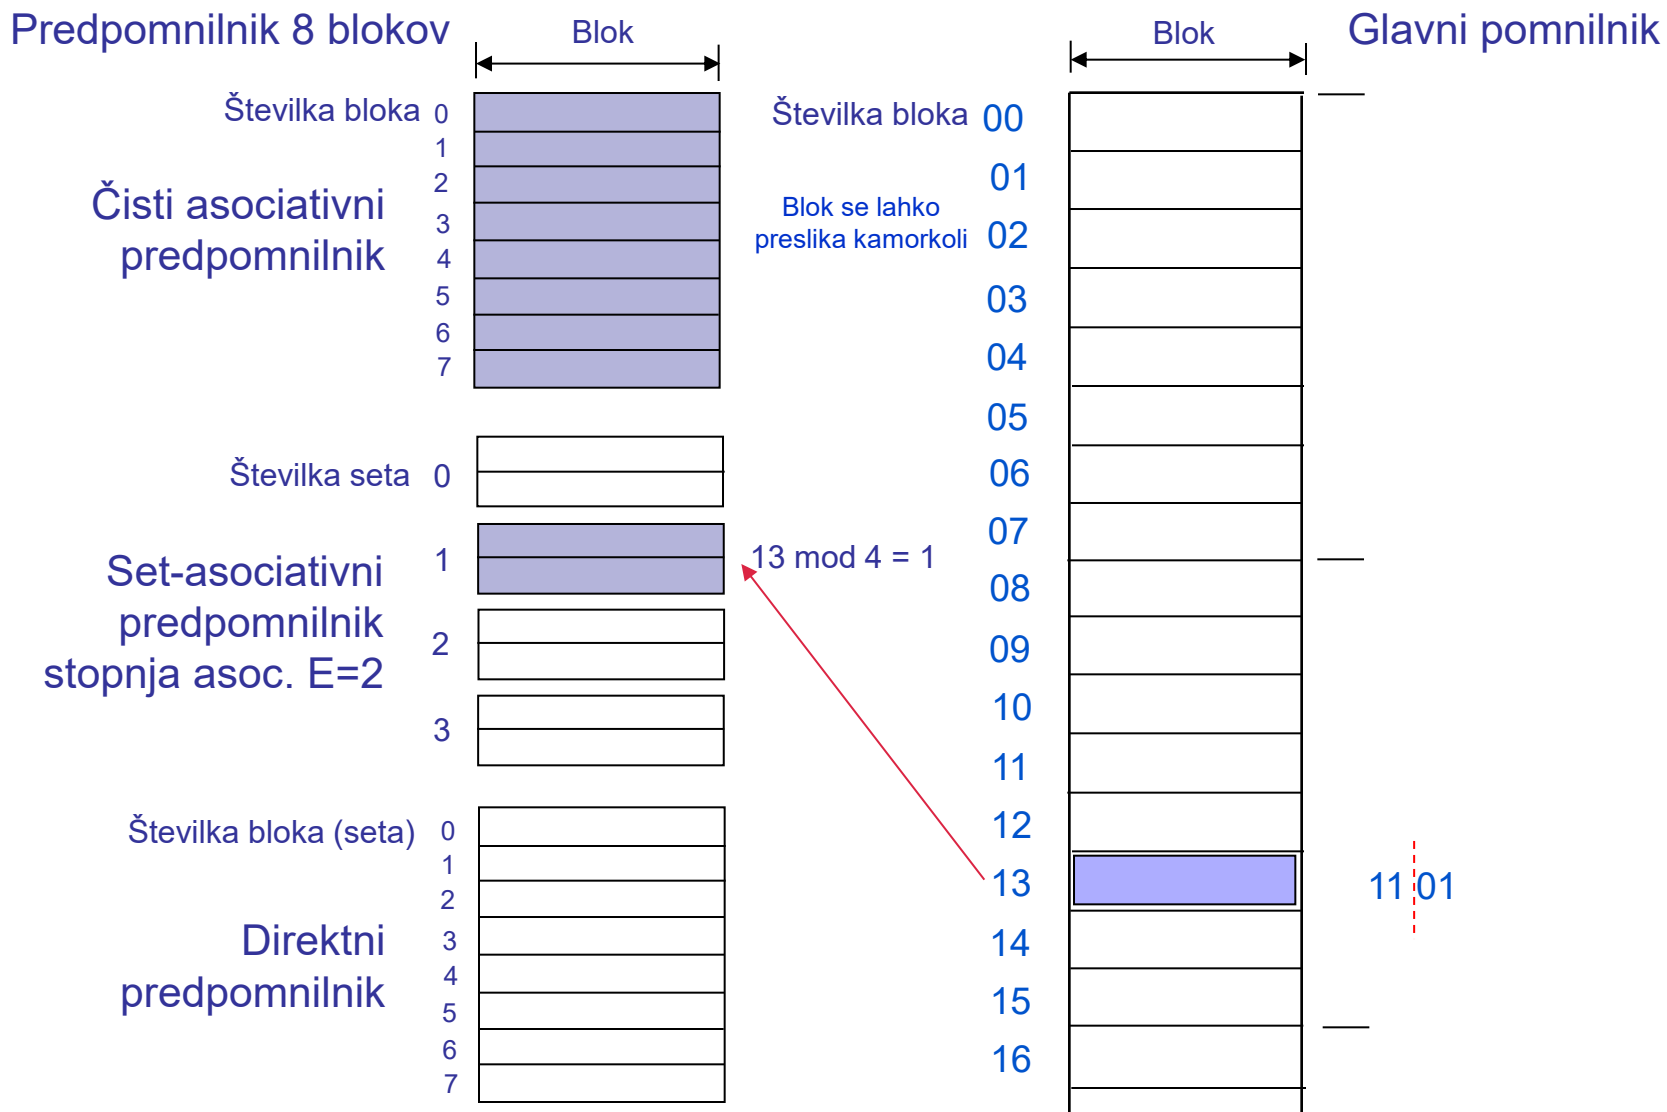 Predpomnilnik 8 blokov
Blok
Blok
Glavni pomnilnik
Številka bloka
0
1
2
3
4
5
6
7
Čisti asociativni
predpomnilnik
Številka seta
0
1
2
3
Set-asociativni
predpomnilnik
stopnja asoc. E=2
13 mod 4 = 1
Številka bloka (seta)
0
1
2
3
4
5
6
7
Direktni
predpomnilnik
Številka bloka
Blok se lahko
preslika kamorkoli
00
01
02
03
04
05
06
07
08
09
10
11
12
13
14
15
16
11 01